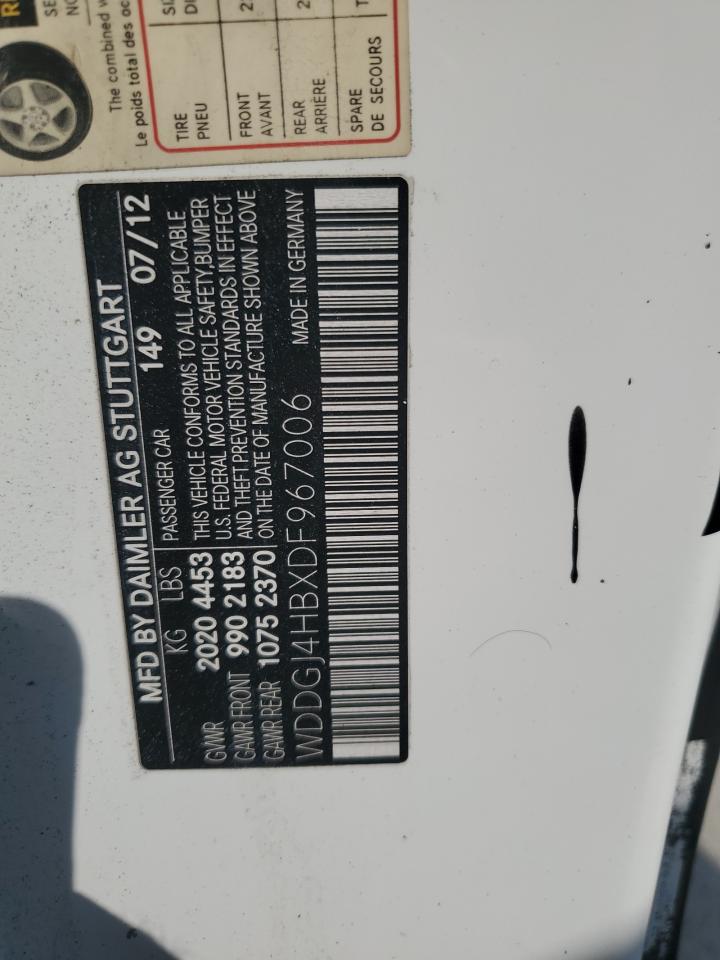 MFD BY DAIMLER AG STUTTGART
KG LBS PASSENGER CAR 149 07/12
GVWR 2020 4453 THIS VEHICLE CONFORMS TO ALL APPLICABLE
GAWR FRONT 990 2183 U.S. FEDERAL MOTOR VEHICLE SAFETY,BUMPER
AND THEFT PREVENTION STANDARDS IN EFFECT
GAWR REAR 1075 2370 ON THE DATE OF MANUFACTURE SHOWN ABOVE
WDDGJ4HBXDF967006 MADE IN GERMANY
The combined
Le poids total des
TIRE
PNEU
FRONT
AVANT
REAR
ARRIÈRE
SPARE
DE SECOURS